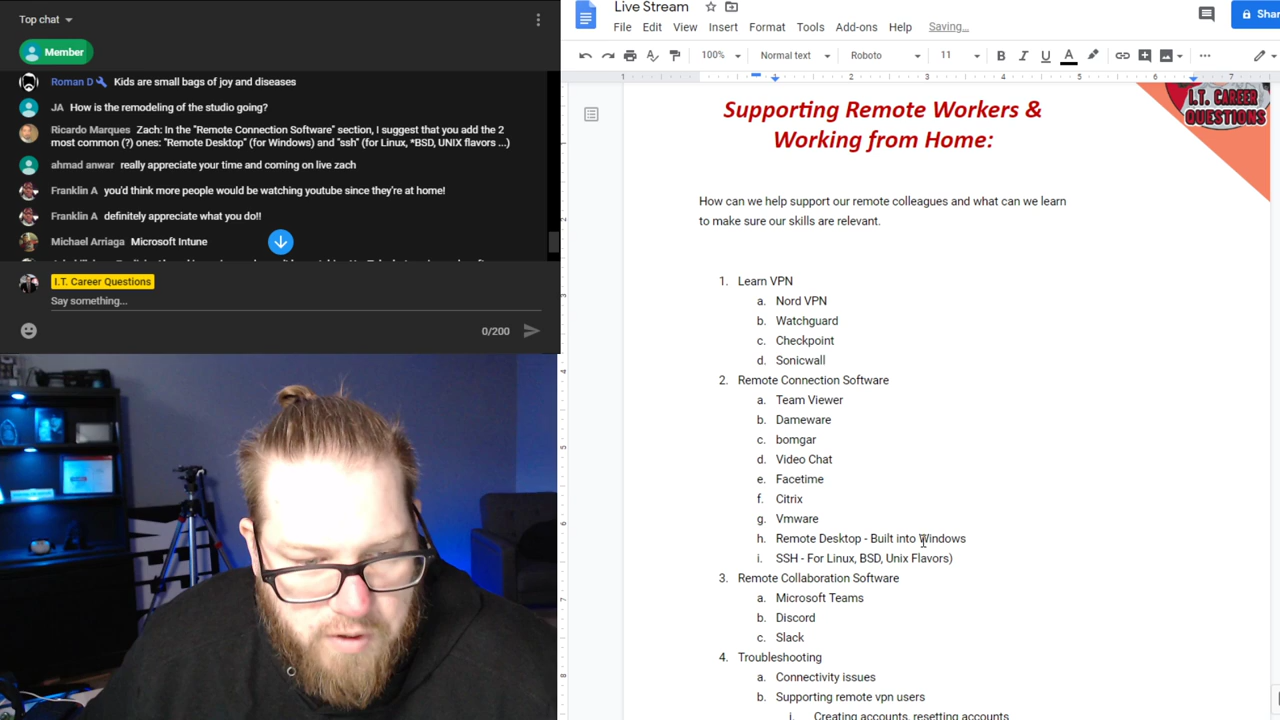 Top chat
Member
Roman D Kids are small bags of joy and diseases
JA How is the remodeling of the studio going?
Ricardo Marques Zach: In the "Remote Connection Software" section, I suggest that you add the 2
most common (?) ones: "Remote Desktop" (for Windows) and "ssh" (for Linux, *BSD, UNIX flavors ...)
ahmad anwar really appreciate your time and coming on live zach
Franklin A you'd think more people would be watching youtube since they're at home!
Franklin A definitely appreciate what you do!!
Michael Arriaga Microsoft Intune
I.T. Career Questions
Say something...
0/200
Live Stream
File Edit View Insert Format Tools Add-ons Help Saving...
Shar
100% Normal text Roboto 11 B I U A
1 1 2 3 4 5 6 7
Supporting Remote Workers &
Working from Home:
I.T. CAREER
QUESTIONS
How can we help support our remote colleagues and what can we learn
to make sure our skills are relevant.
1. Learn VPN
a. Nord VPN
b. Watchguard
c. Checkpoint
d. Sonicwall
2. Remote Connection Software
a. Team Viewer
b. Dameware
c. bomgar
d. Video Chat
e. Facetime
f. Citrix
g. Vmware
h. Remote Desktop - Built into Windows
i. SSH - For Linux, BSD, Unix Flavors)
3. Remote Collaboration Software
a. Microsoft Teams
b. Discord
c. Slack
4. Troubleshooting
a. Connectivity issues
b. Supporting remote vpn users
i. Creating accounts, resetting accounts